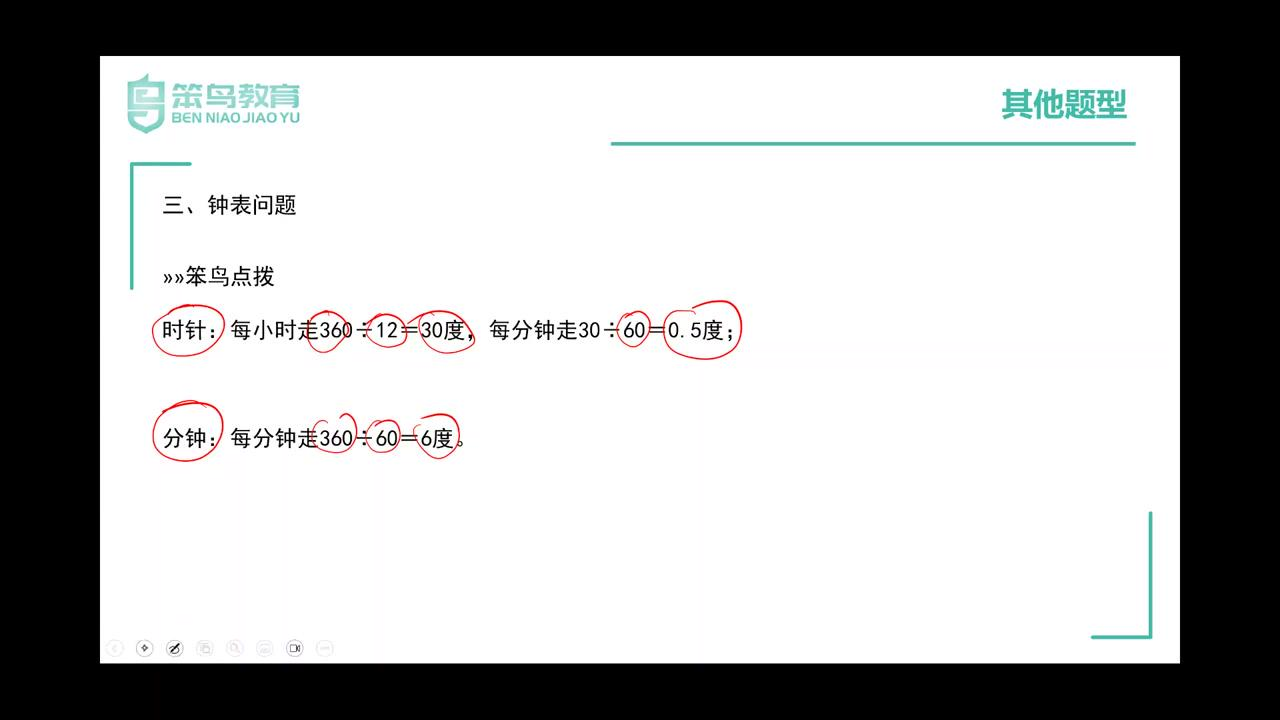 笨鸟教育
BEN NIAO JIAO YU
其他题型
三、钟表问题
»»笨鸟点拨
时针：每小时走360÷12＝30度，每分钟走30÷60＝0.5度；
分钟：每分钟走360÷60＝6度。